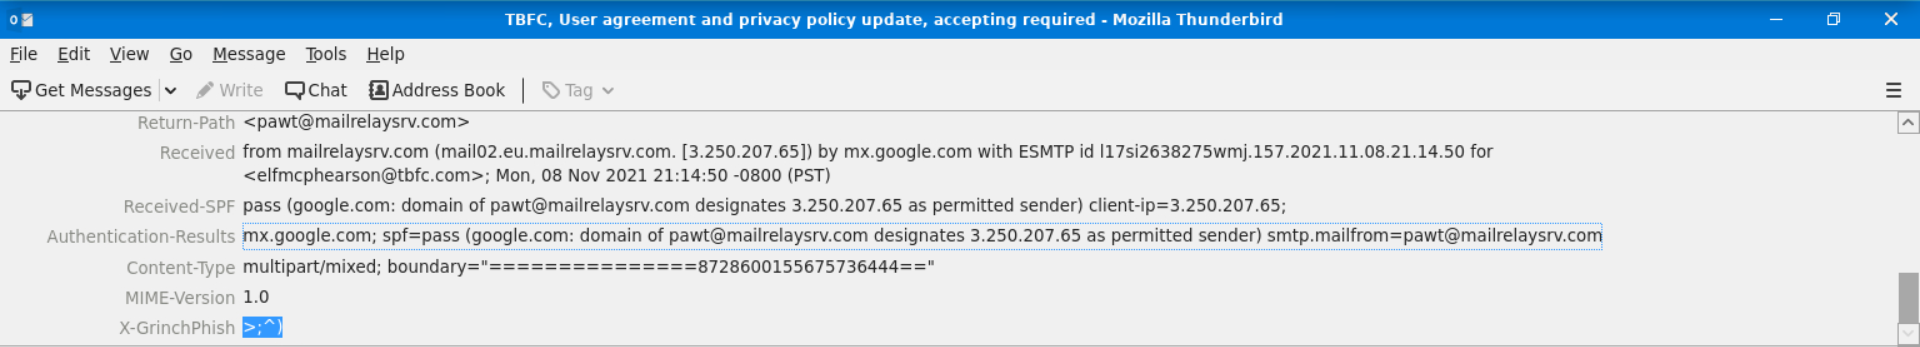 TBFC, User agreement and privacy policy update, accepting required - Mozilla Thunderbird
File Edit View Go Message Tools Help
Get Messages Write Chat Address Book Tag
Return-Path <pawt@mailrelaysrv.com>
Received from mailrelaysrv.com (mail02.eu.mailrelaysrv.com. [3.250.207.65]) by mx.google.com with ESMTP id l17si2638275wmj.157.2021.11.08.21.14.50 for
<elfmcphearson@tbfc.com>; Mon, 08 Nov 2021 21:14:50 -0800 (PST)
Received-SPF pass (google.com: domain of pawt@mailrelaysrv.com designates 3.250.207.65 as permitted sender) client-ip=3.250.207.65;
Authentication-Results mx.google.com; spf=pass (google.com: domain of pawt@mailrelaysrv.com designates 3.250.207.65 as permitted sender) smtp.mailfrom=pawt@mailrelaysrv.com
Content-Type multipart/mixed; boundary="===============8728600155675736444=="
MIME-Version 1.0
X-GrinchPhish >;^)